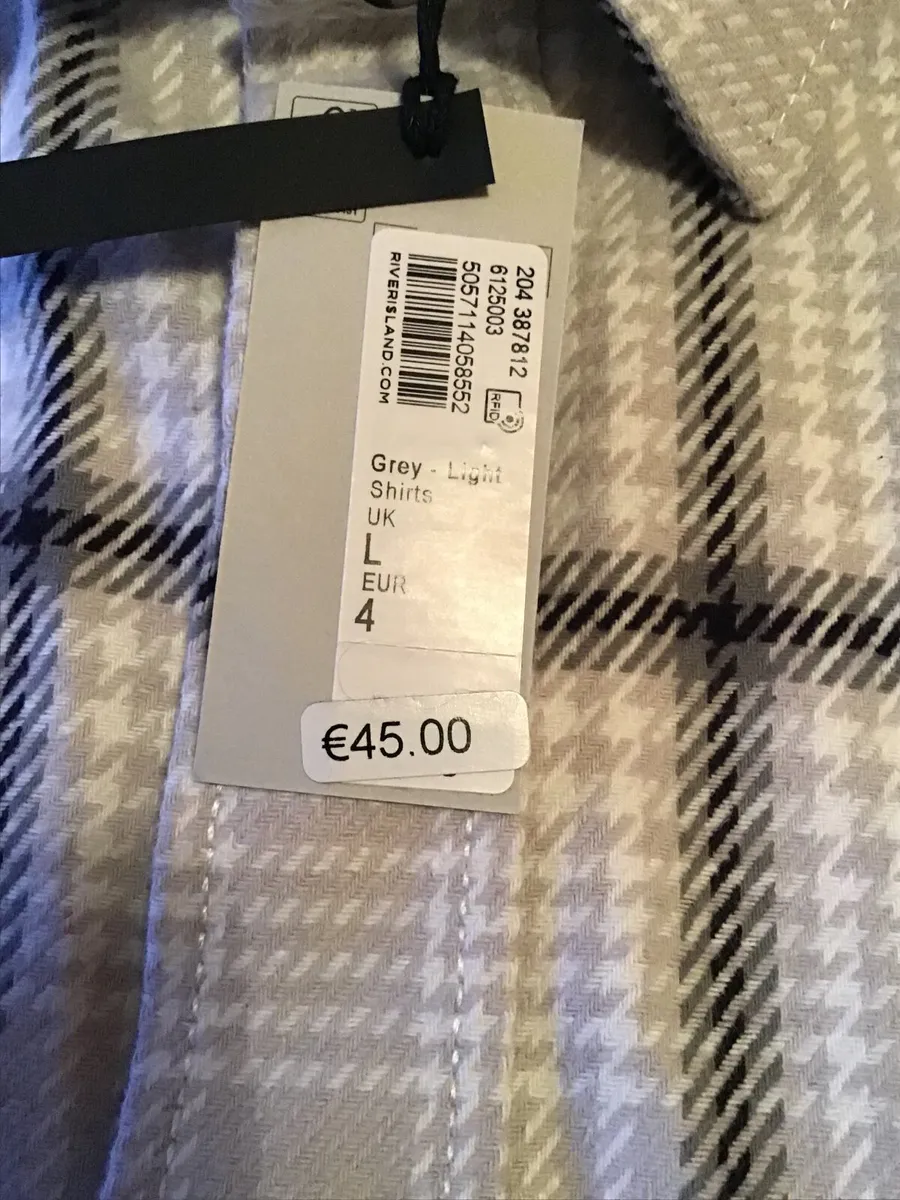 204 387812
6125003
5057114058552
RIVERISLAND.COM
RFID
Grey - Light
Shirts
UK
L
EUR
4
€45.00